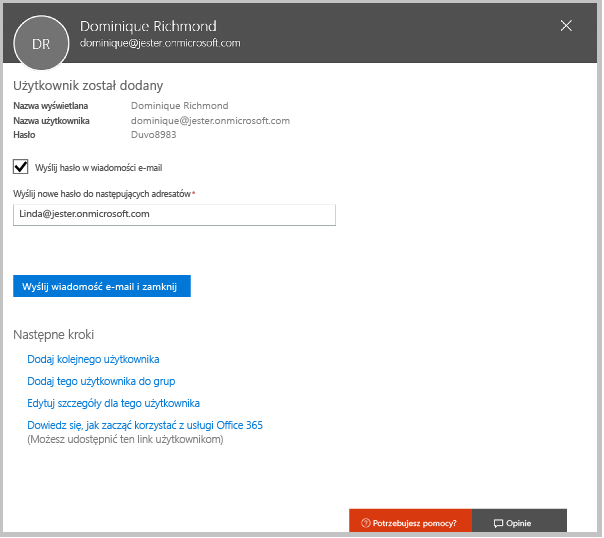 DR
Dominique Richmond
dominique@jester.onmicrosoft.com
Użytkownik został dodany
Nazwa wyświetlana Dominique Richmond
Nazwa użytkownika dominique@jester.onmicrosoft.com
Hasło Duvo8983
Wyślij hasło w wiadomości e-mail
Wyślij nowe hasło do następujących adresatów*
Linda@jester.onmicrosoft.com
Wyślij wiadomość e-mail i zamknij
Następne kroki
Dodaj kolejnego użytkownika
Dodaj tego użytkownika do grup
Edytuj szczegóły dla tego użytkownika
Dowiedz się, jak zacząć korzystać z usługi Office 365
(Możesz udostępnić ten link użytkownikom)
Potrzebujesz pomocy? Opinie